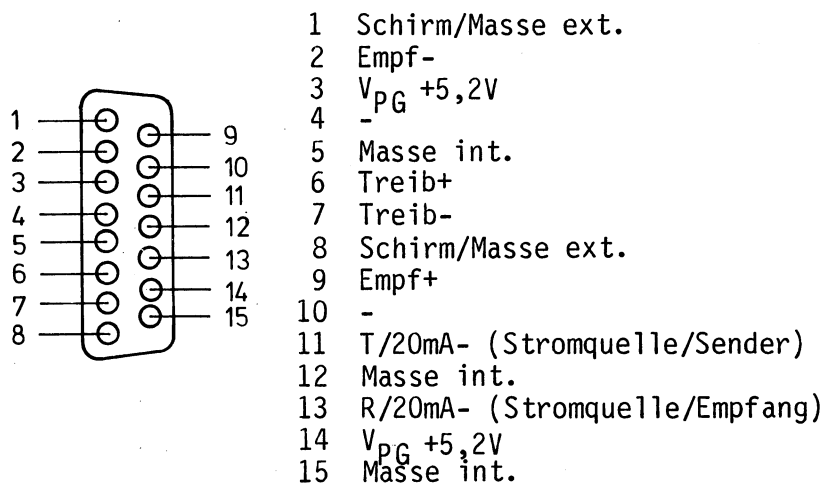 1 Schirm/Masse ext.
2 Empf-
3 VPG +5,2V
4 -
5 Masse int.
6 Treib+
7 Treib-
8 Schirm/Masse ext.
9 Empf+
10 -
11 T/20mA- (Stromquelle/Sender)
12 Masse int.
13 R/20mA- (Stromquelle/Empfang)
14 VPG +5,2V
15 Masse int.
1
2
3
4
5
6
7
8
9
10
11
12
13
14
15